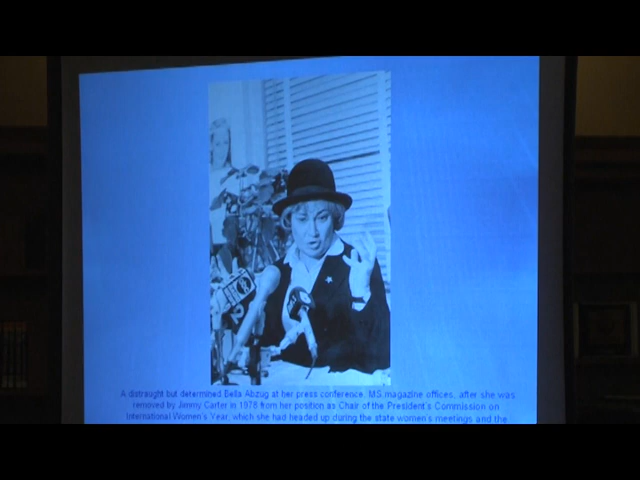 A distraught but determined Bella Abzug at her press conference, MS.magazine offices, after she was
removed by Jimmy Carter in 1978 from her position as Chair of the President's Commission on
International Women's Year, which she had headed up during the state women's meetings and the